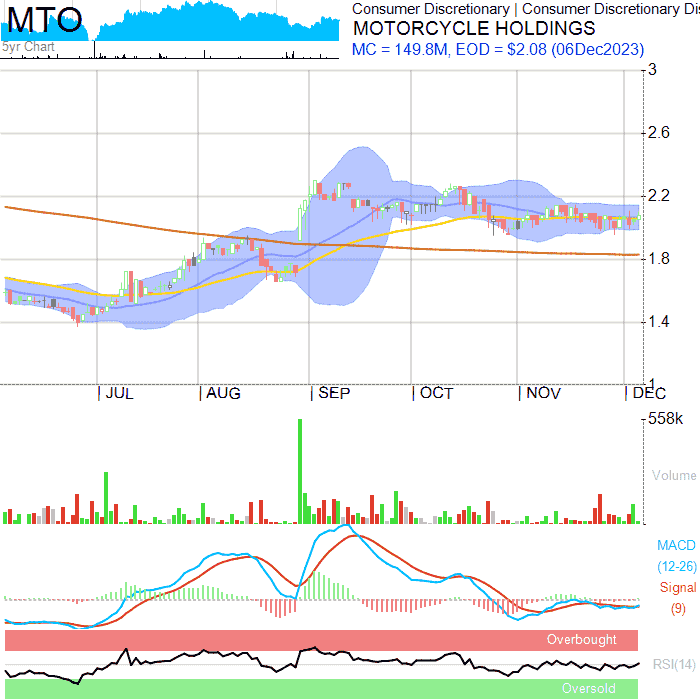 MTO
Consumer Discretionary | Consumer Discretionary Dis
MOTORCYCLE HOLDINGS
5yr Chart
MC = 149.8M, EOD = $2.08 (06Dec2023)
3
2.6
2.2
1.8
1.4
1
JUL AUG SEP OCT NOV DEC
558k
Volume
MACD
(12-26)
Signal
(9)
Overbought
RSI(14)
Oversold